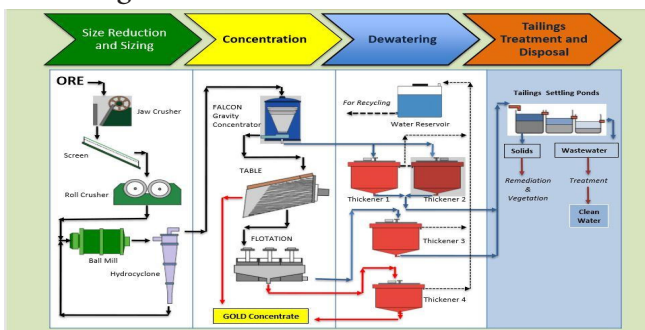 Size Reduction
and Sizing
Concentration
Dewatering
Tailings
Treatment and
Disposal
ORE
Jaw Crusher
Screen
Roll Crusher
Ball Mill
Hydrocyclone
FALCON
Gravity
Concentrator
TABLE
FLOTATION
GOLD Concentrate
For Recycling
Water Reservoir
Thickener 1
Thickener 2
Thickener 3
Thickener 4
Tailings Settling Ponds
Solids
Wastewater
Remediation
&
Vegetation
Treatment
Clean
Water